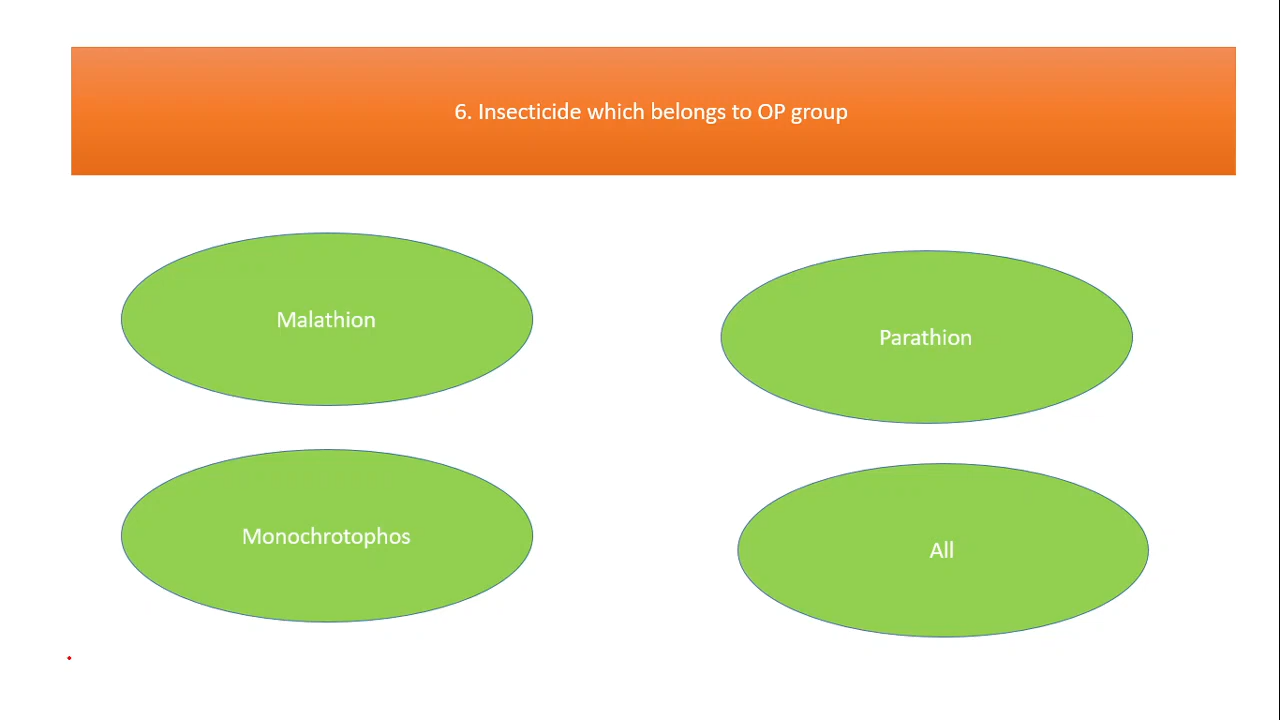 6. Insecticide which belongs to OP group
Malathion
Parathion
Monochrotophos
All